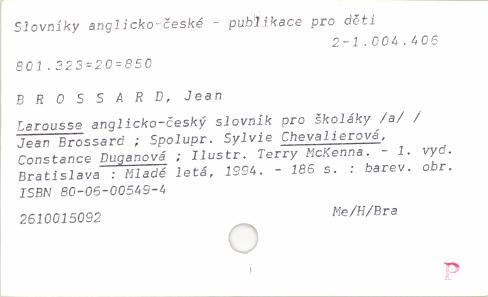 Slovníky anglicko-české - publikace pro děti
2-1.004.406
801.323=20=850
B R O S S A R D, Jean
Larousse anglicko-český slovník pro školáky /a/ /
Jean Brossard ; Spolupr. Sylvie Chevalierová,
Constance Duganová ; Ilustr. Terry McKenna. - 1. vyd.
Bratislava : Mladé letá, 1994. - 186 s. : barev. obr.
ISBN 80-06-00549-4
2610015092
Me/H/Bra
P